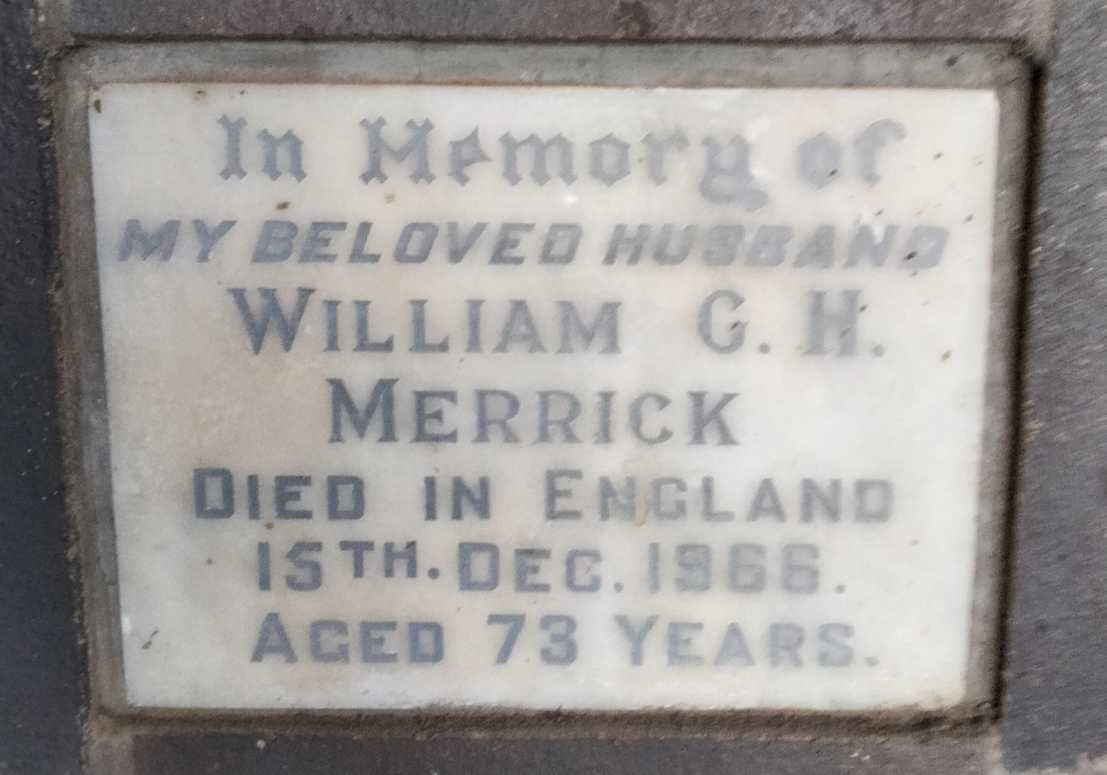 In Memory of
MY BELOVED HUSBAND
WILLIAM G. H.
MERRICK
DIED IN ENGLAND
15TH. DEC. 1966.
AGED 73 YEARS.